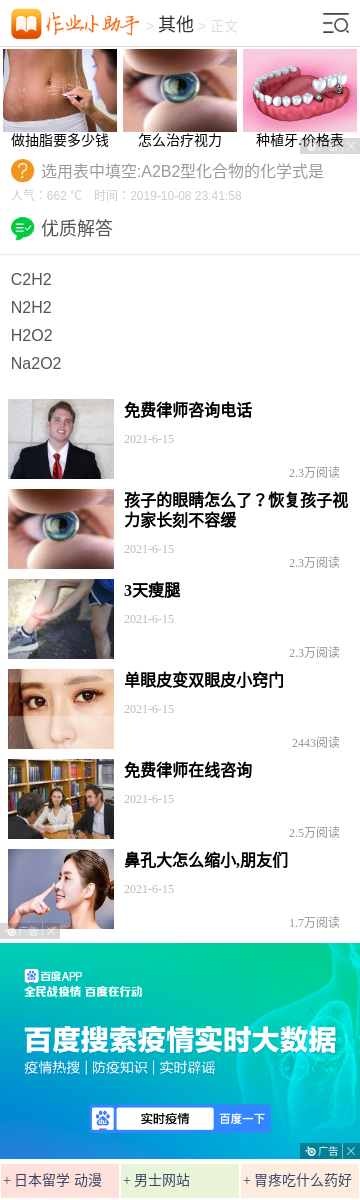 作业小助手 > 其他 > 正文
做抽脂要多少钱
怎么治疗视力
种植牙.价格表
广告
选用表中填空:A2B2型化合物的化学式是
人气：662 ℃ 时间：2019-10-08 23:41:58
优质解答
C2H2
N2H2
H2O2
Na2O2
免费律师咨询电话
2021-6-15
2.3万阅读
孩子的眼睛怎么了？恢复孩子视力家长刻不容缓
2021-6-15
2.3万阅读
3天瘦腿
2021-6-15
2.3万阅读
单眼皮变双眼皮小窍门
2021-6-15
2443阅读
免费律师在线咨询
2021-6-15
2.5万阅读
鼻孔大怎么缩小,朋友们
2021-6-15
1.7万阅读
广告
百度APP
全民战疫情 百度在行动
百度搜索疫情实时大数据
疫情热搜 | 防疫知识 | 实时辟谣
du 实时疫情 百度一下
广告
+ 日本留学 动漫
+ 男士网站
+ 胃疼吃什么药好